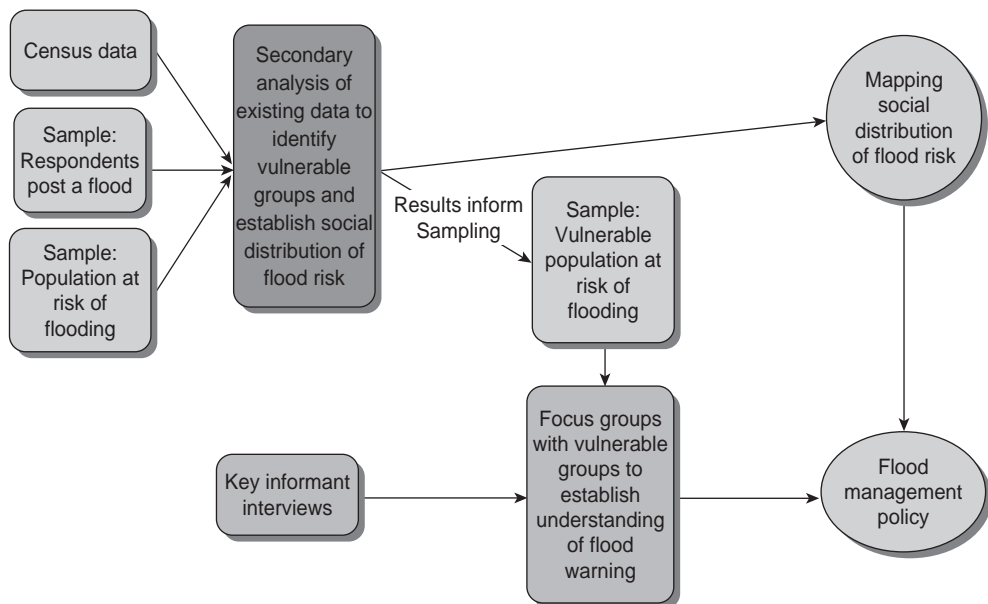 Census data
Sample:
Respondents
post a flood
Sample:
Population at
risk of
flooding
Secondary
analysis of
existing data to
identify
vulnerable
groups and
establish social
distribution of
flood risk
Results inform
Sampling
Sample:
Vulnerable
population at
risk of
flooding
Mapping
social
distribution
of flood risk
Key informant
interviews
Focus groups
with vulnerable
groups to
establish
understanding
of flood
warning
Flood
management
policy